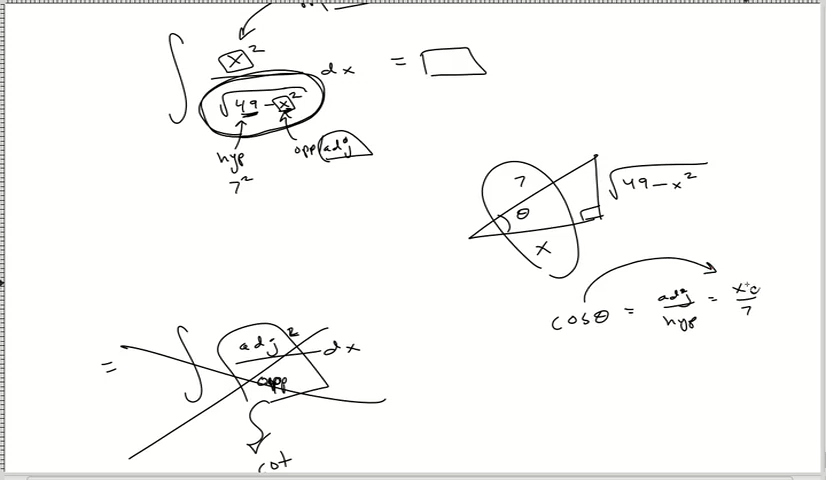 ∫ x² / √(49 − x²) dx = □
hyp opp adj
7²
7
θ
x
√(49 − x²)
cos θ = adj / hyp = x / 7
= ∫ adj² / opp dx
cot